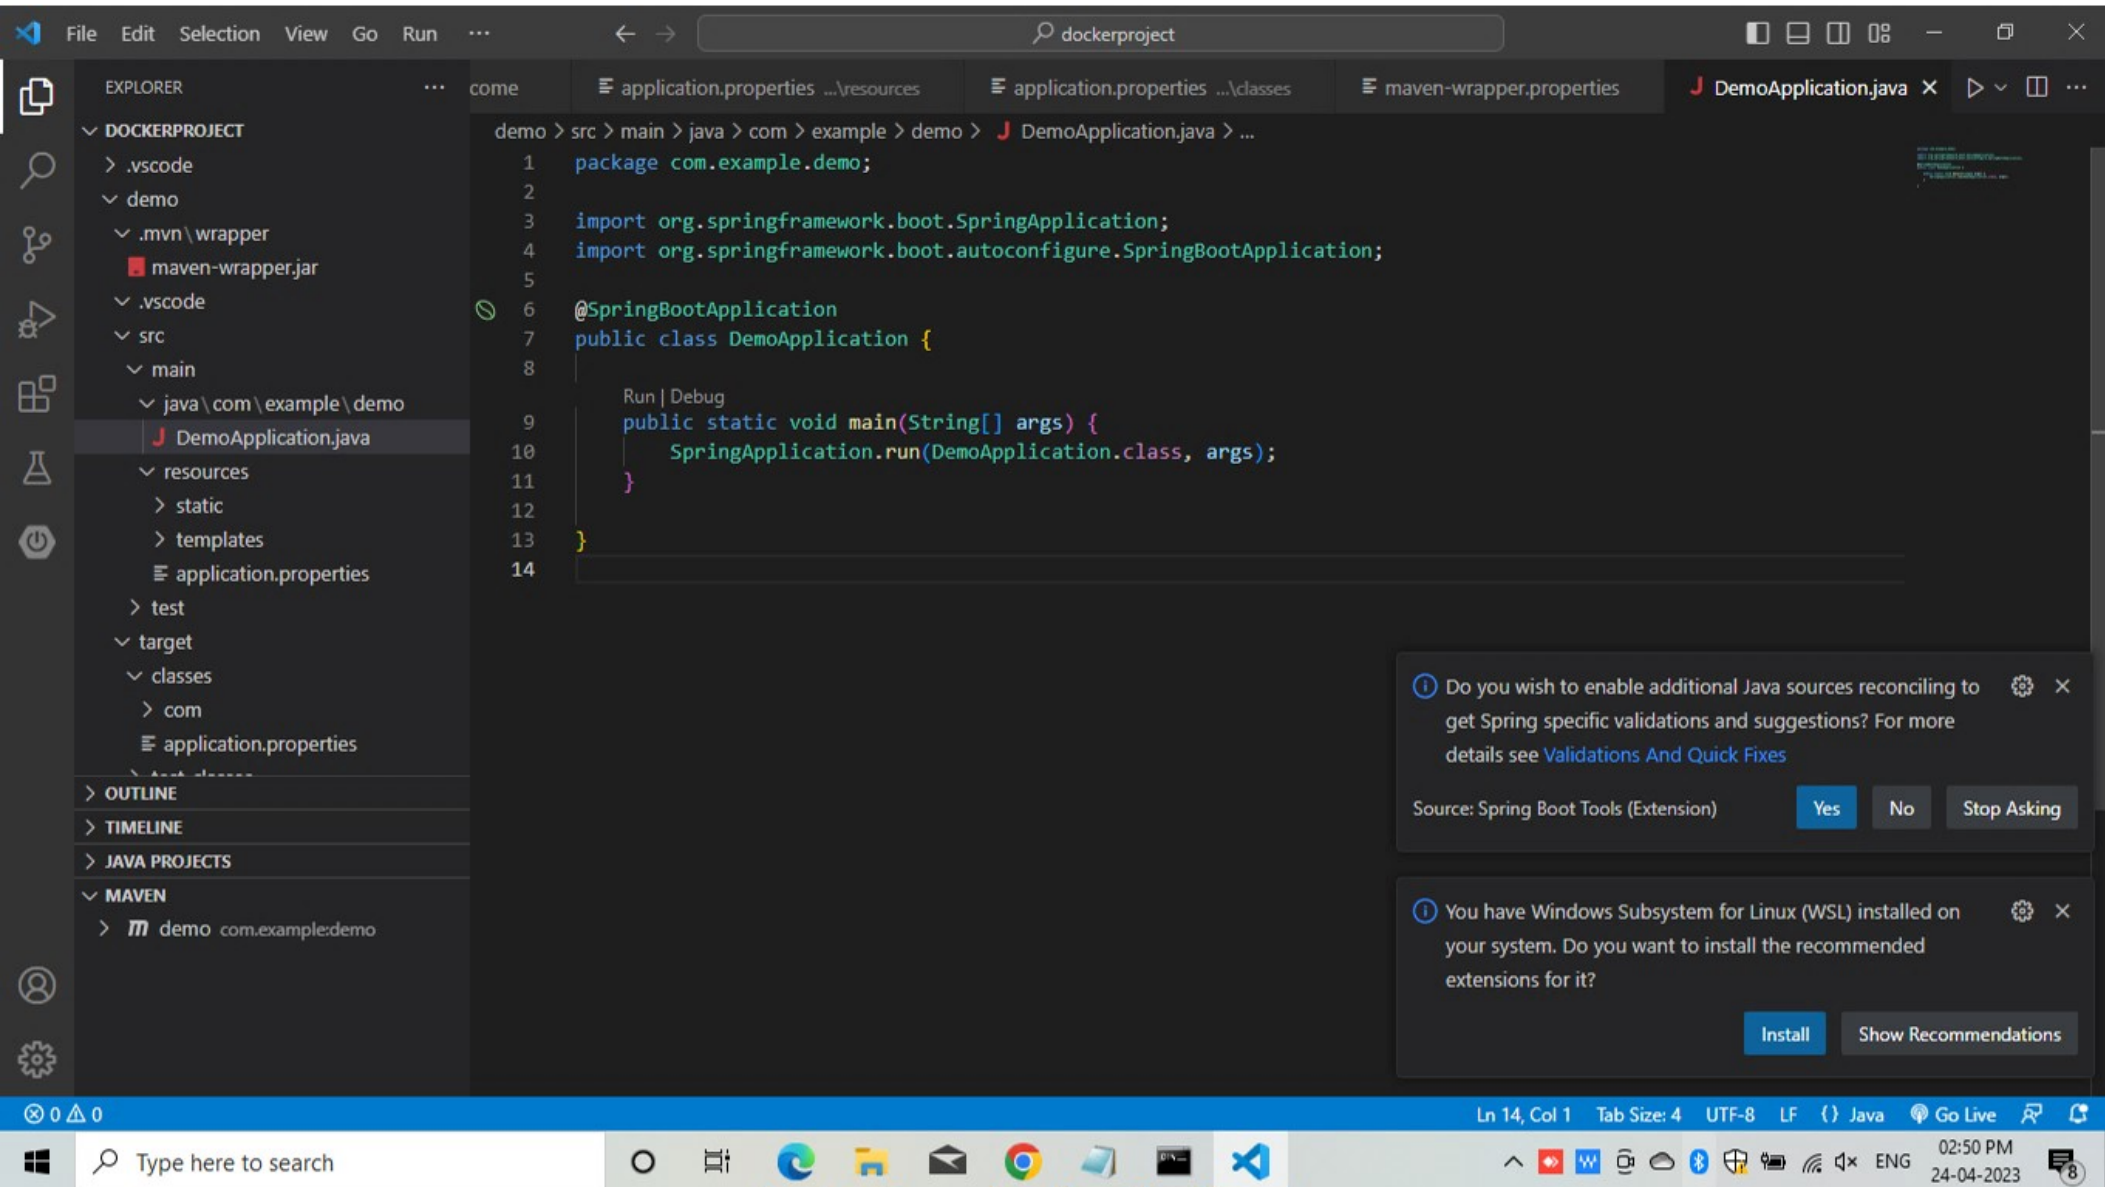 File Edit Selection View Go Run ···
dockerproject
EXPLORER
DOCKERPROJECT
.vscode
demo
.mvn\wrapper
maven-wrapper.jar
.vscode
src
main
java\com\example\demo
DemoApplication.java
resources
static
templates
application.properties
test
target
classes
com
application.properties
OUTLINE
TIMELINE
JAVA PROJECTS
MAVEN
demo com.example:demo
come application.properties ...\resources application.properties ...\classes maven-wrapper.properties DemoApplication.java
demo > src > main > java > com > example > demo > DemoApplication.java > ...
1 package com.example.demo;
2
3 import org.springframework.boot.SpringApplication;
4 import org.springframework.boot.autoconfigure.SpringBootApplication;
5
6 @SpringBootApplication
7 public class DemoApplication {
8
Run | Debug
9 public static void main(String[] args) {
10 SpringApplication.run(DemoApplication.class, args);
11 }
12
13 }
14
Do you wish to enable additional Java sources reconciling to
get Spring specific validations and suggestions? For more
details see Validations And Quick Fixes
Source: Spring Boot Tools (Extension) Yes No Stop Asking
You have Windows Subsystem for Linux (WSL) installed on
your system. Do you want to install the recommended
extensions for it?
Install Show Recommendations
0 0 Ln 14, Col 1 Tab Size: 4 UTF-8 LF {} Java Go Live
Type here to search
ENG
02:50 PM
24-04-2023
8